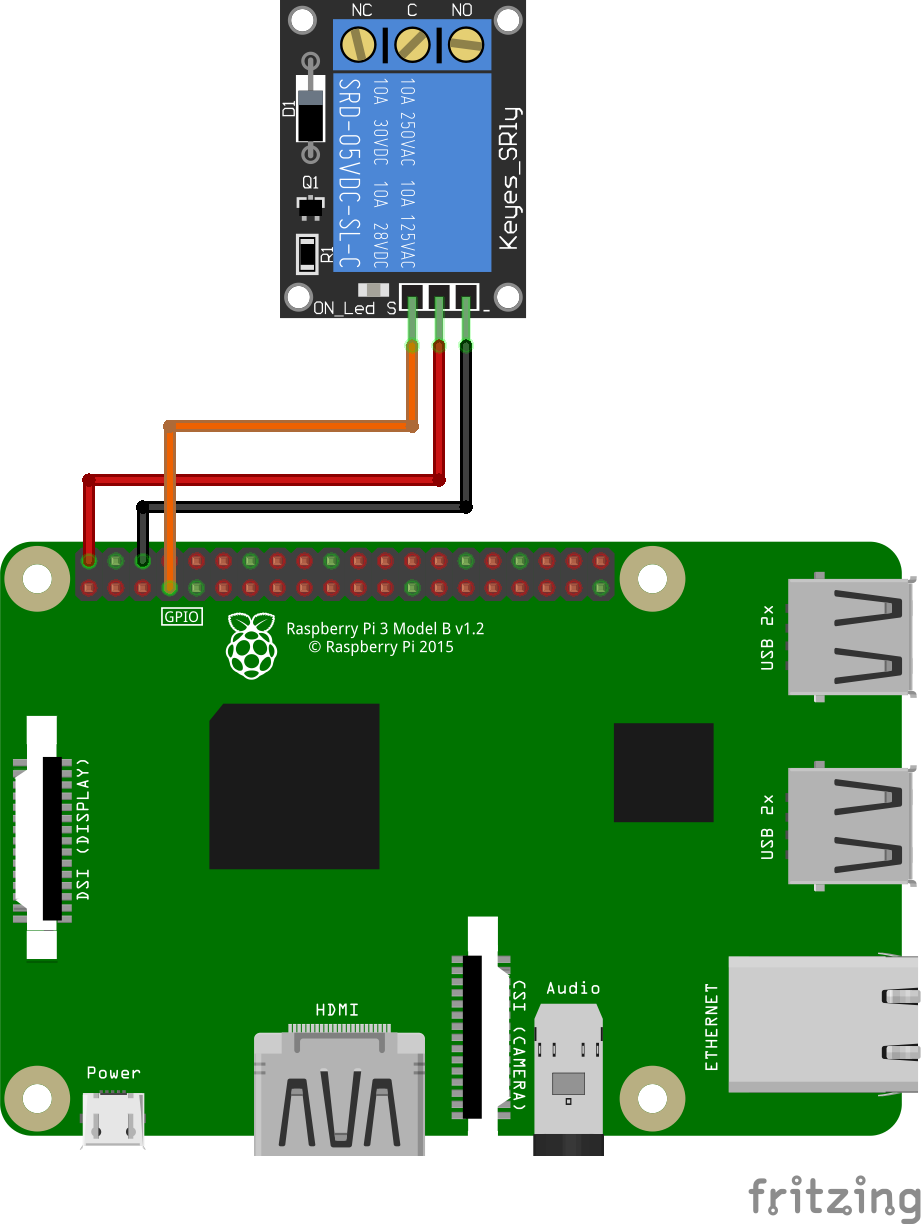 NC C NO
D1
Q1
R1
SRD-05VDC-SL-C
10A 30VDC 10A 28VDC
10A 250VAC 10A 125VAC
Keyes_SRly
ON_Led S -
GPIO
Raspberry Pi 3 Model B v1.2
© Raspberry Pi 2015
USB 2x
USB 2x
DSI (DISPLAY)
CSI (CAMERA)
Audio
ETHERNET
HDMI
Power
fritzing